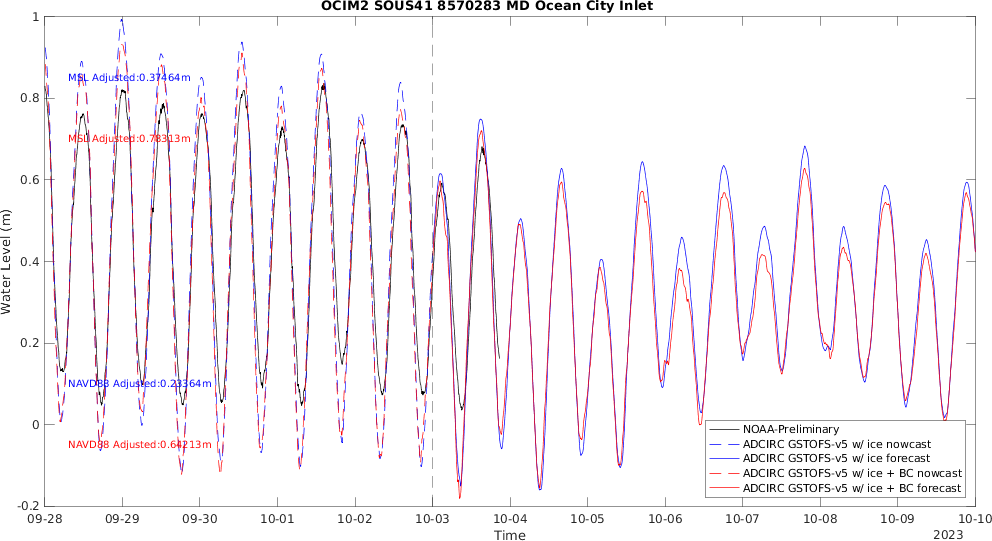 OCIM2 SOUS41 8570283 MD Ocean City Inlet
Water Level (m)
1
0.8
0.6
0.4
0.2
0
-0.2
MSL Adjusted:0.37464m
MSL Adjusted:0.78313m
NAVD88 Adjusted:0.23364m
NAVD88 Adjusted:0.64213m
NOAA-Preliminary
ADCIRC GSTOFS-v5 w/ ice nowcast
ADCIRC GSTOFS-v5 w/ ice forecast
ADCIRC GSTOFS-v5 w/ ice + BC nowcast
ADCIRC GSTOFS-v5 w/ ice + BC forecast
09-28 09-29 09-30 10-01 10-02 10-03 10-04 10-05 10-06 10-07 10-08 10-09 10-10
Time
2023